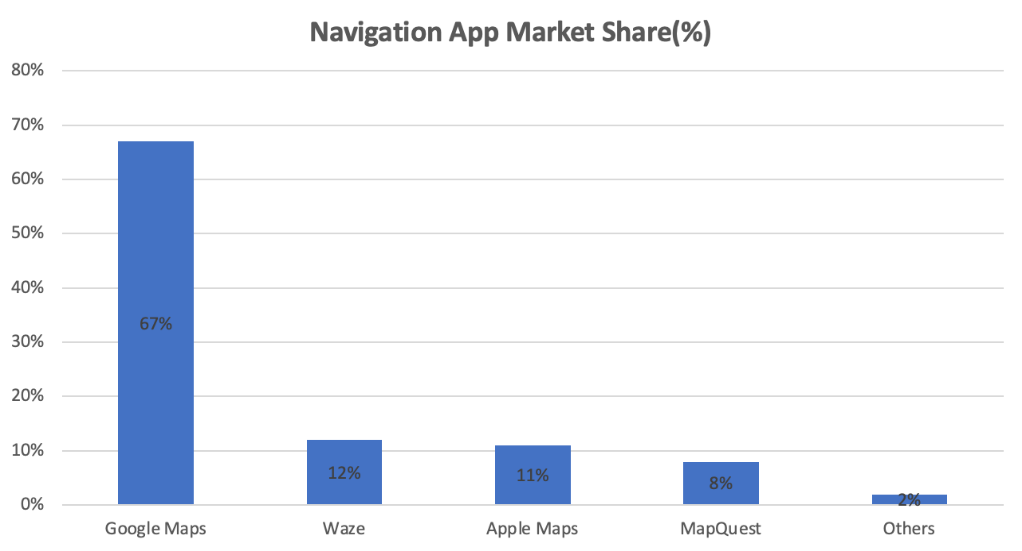 Navigation App Market Share(%)
80%
70%
60%
50%
40%
30%
20%
10%
0%
67%
12%
11%
8%
2%
Google Maps
Waze
Apple Maps
MapQuest
Others